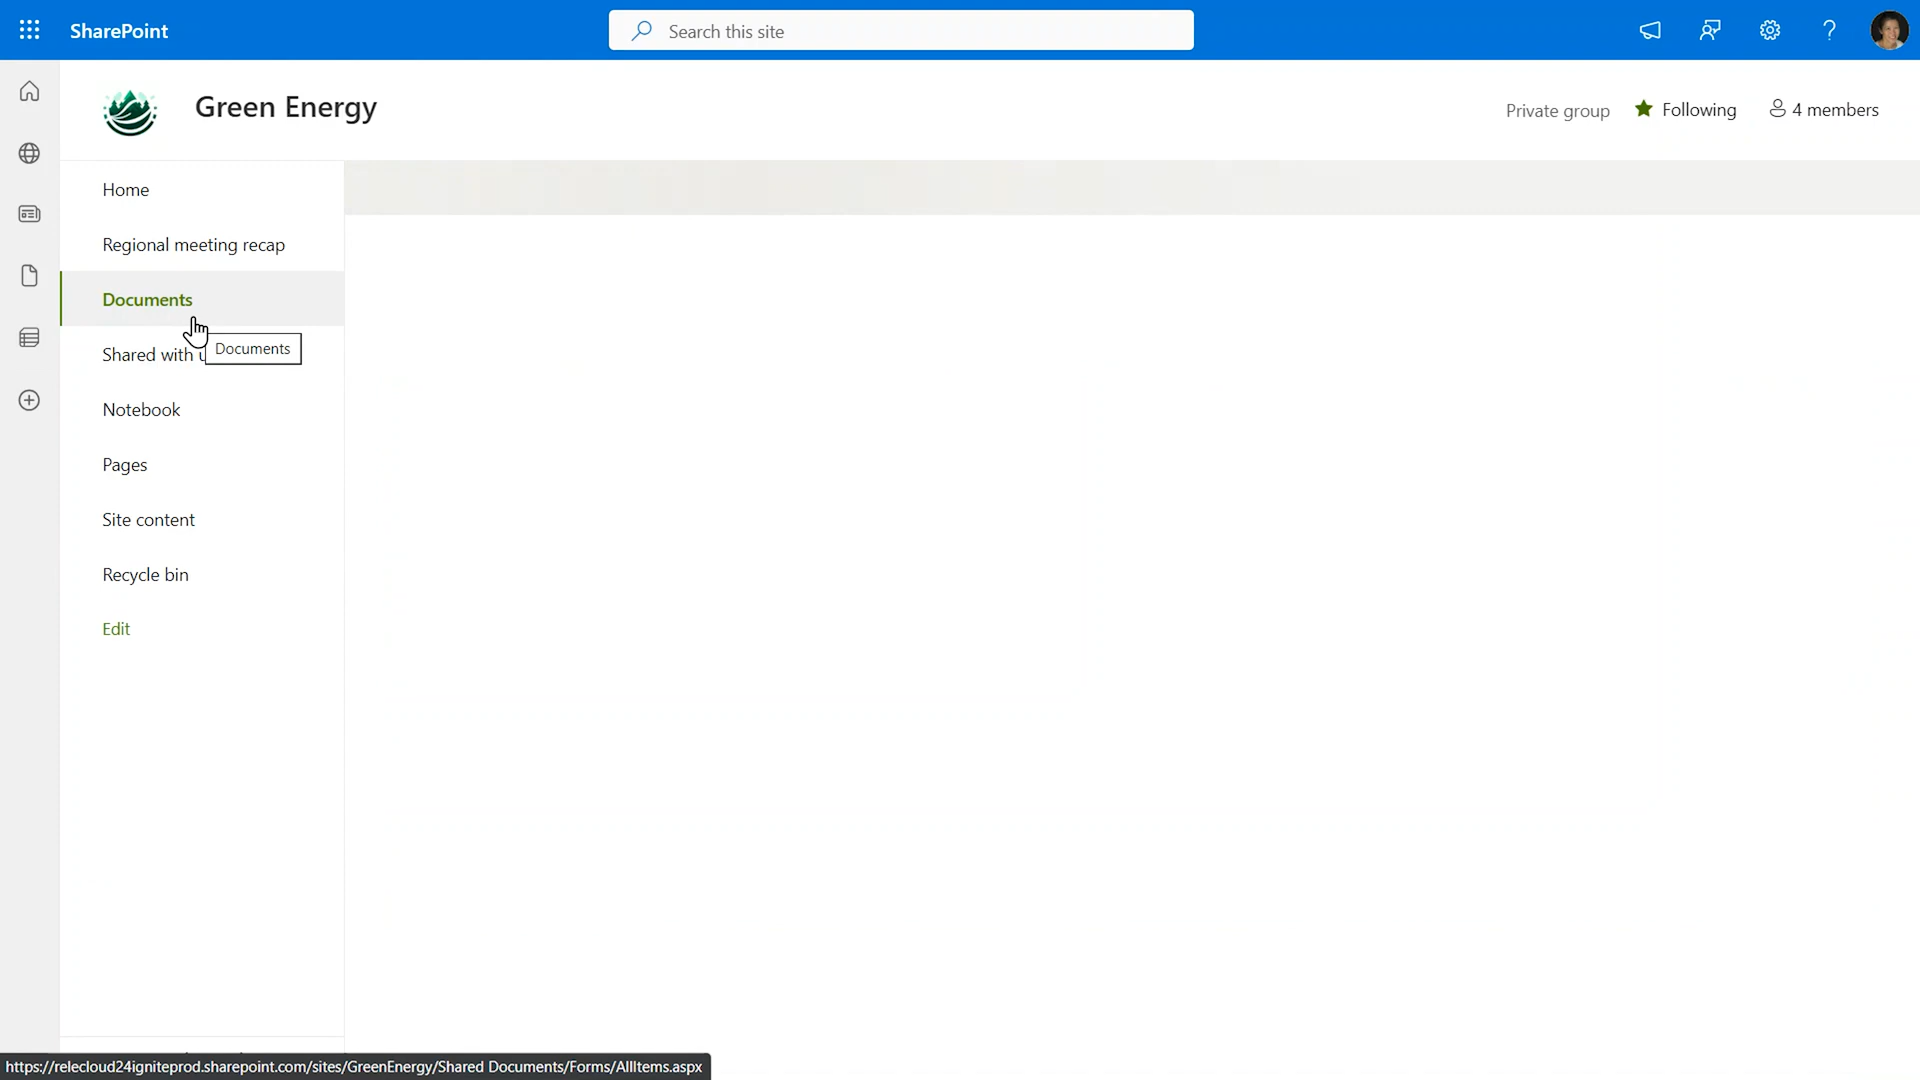 SharePoint
Search this site
Green Energy
Private group
Following
4 members
Home
Regional meeting recap
Documents
Documents
Shared with
Notebook
Pages
Site content
Recycle bin
Edit
https://relecloud24igniteprod.sharepoint.com/sites/GreenEnergy/Shared Documents/Forms/AllItems.aspx